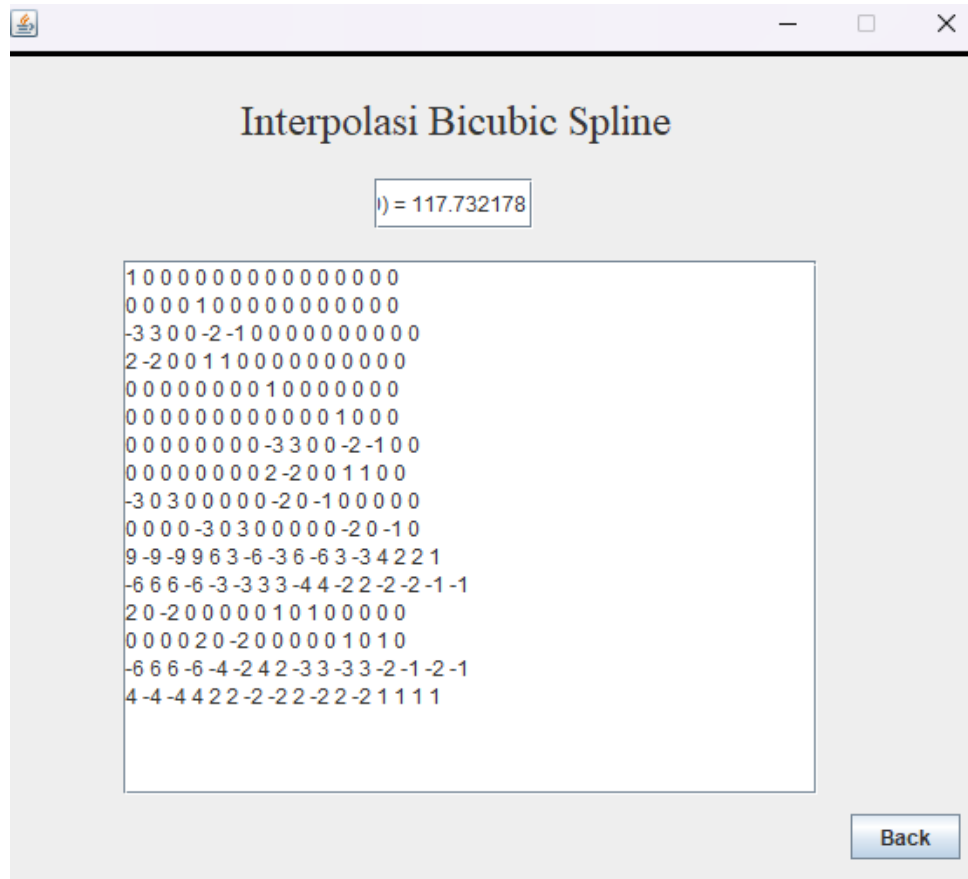 Interpolasi Bicubic Spline
) = 117.732178
1 0 0 0 0 0 0 0 0 0 0 0 0 0 0 0
0 0 0 0 1 0 0 0 0 0 0 0 0 0 0 0
-3 3 0 0 -2 -1 0 0 0 0 0 0 0 0 0 0
2 -2 0 0 1 1 0 0 0 0 0 0 0 0 0 0
0 0 0 0 0 0 0 0 1 0 0 0 0 0 0 0
0 0 0 0 0 0 0 0 0 0 0 0 1 0 0 0
0 0 0 0 0 0 0 0 -3 3 0 0 -2 -1 0 0
0 0 0 0 0 0 0 0 2 -2 0 0 1 1 0 0
-3 0 3 0 0 0 0 0 -2 0 -1 0 0 0 0 0
0 0 0 0 -3 0 3 0 0 0 0 0 -2 0 -1 0
9 -9 -9 9 6 3 -6 -3 6 -6 3 -3 4 2 2 1
-6 6 6 -6 -3 -3 3 3 -4 4 -2 2 -2 -2 -1 -1
2 0 -2 0 0 0 0 0 1 0 1 0 0 0 0 0
0 0 0 0 2 0 -2 0 0 0 0 0 1 0 1 0
-6 6 6 -6 -4 -2 4 2 -3 3 -3 3 -2 -1 -2 -1
4 -4 -4 4 2 2 -2 -2 2 -2 2 -2 1 1 1 1
Back